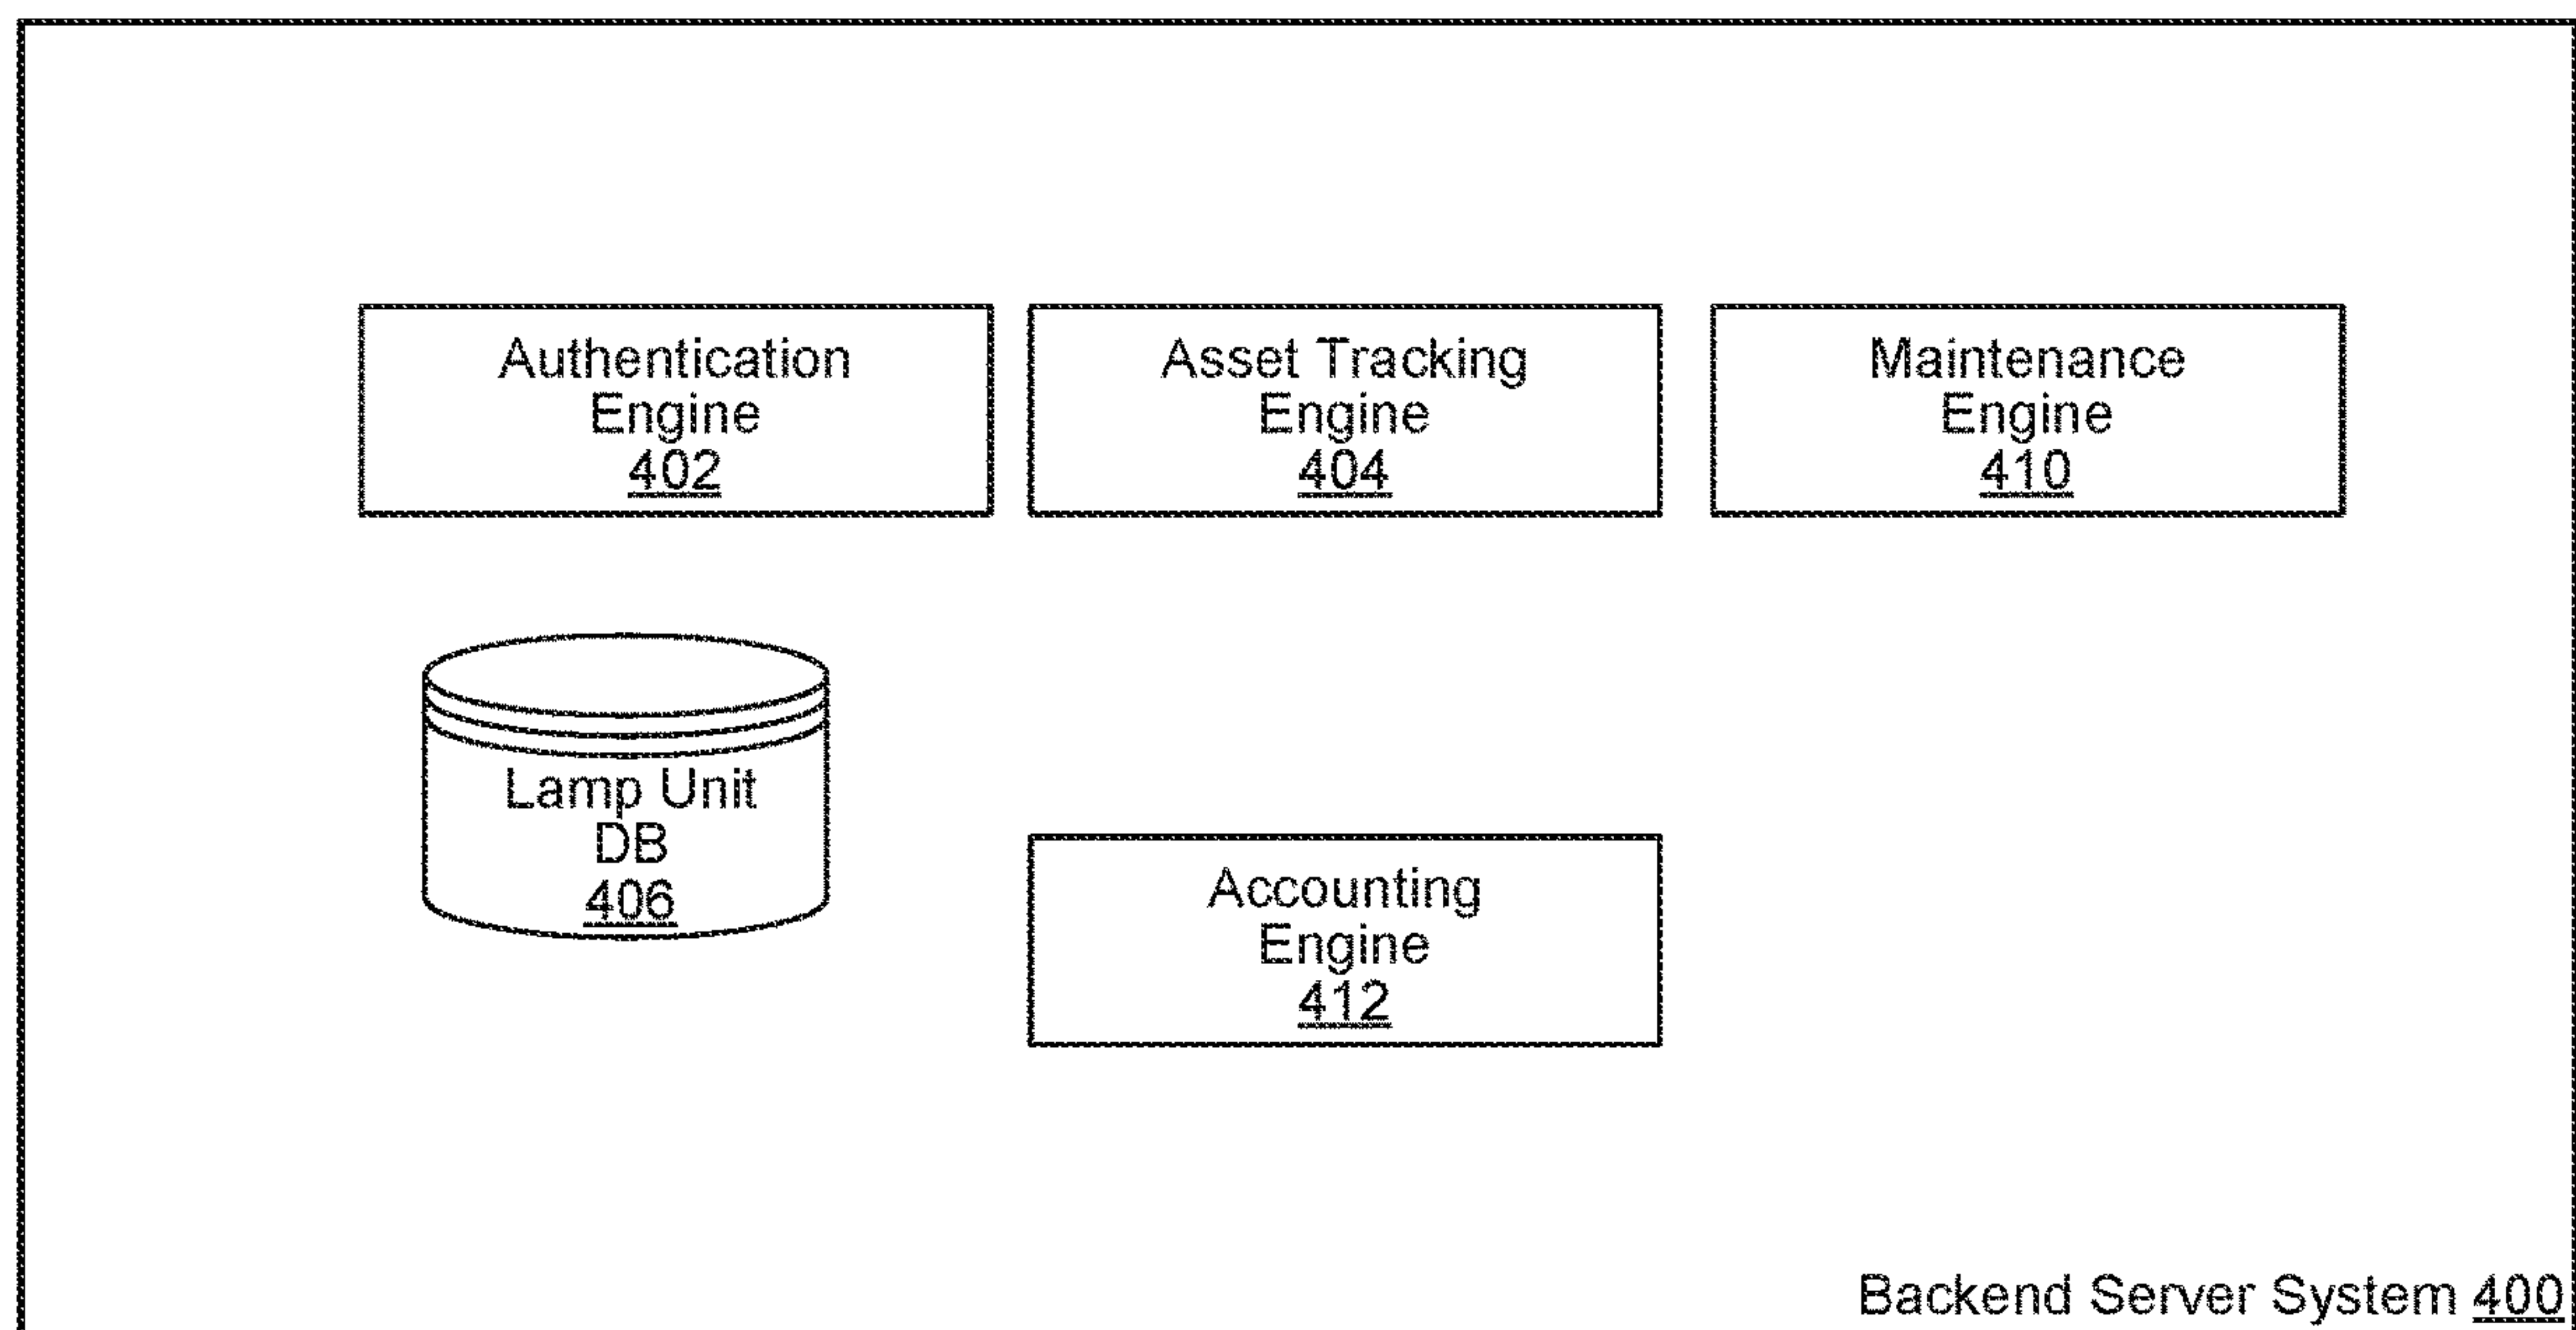 Authentication
Engine
402
Asset Tracking
Engine
404
Maintenance
Engine
410
Lamp Unit
DB
406
Accounting
Engine
412
Backend Server System 400